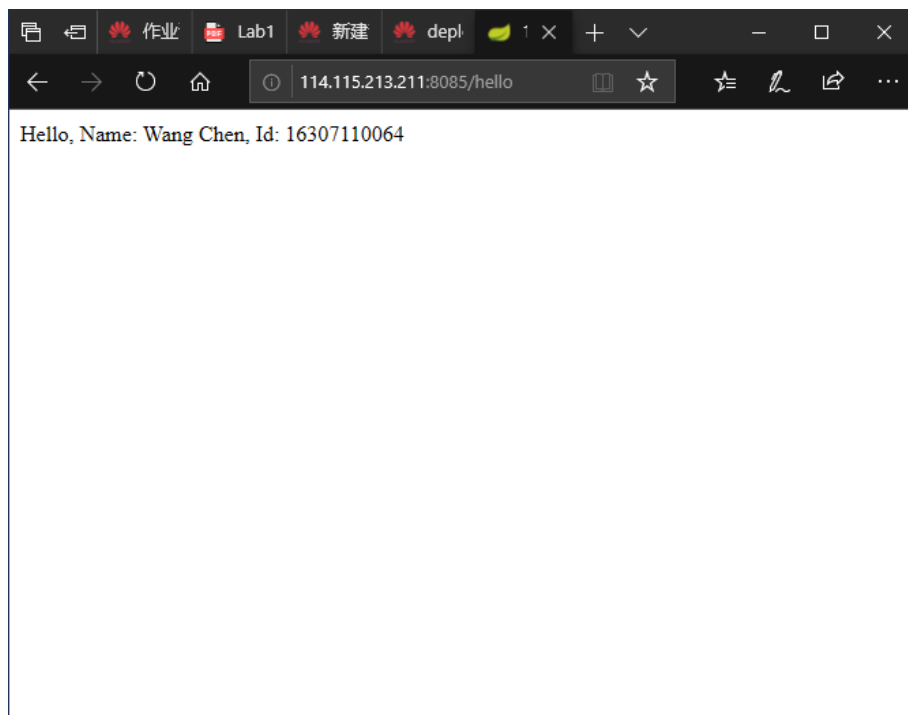 作业 Lab1 新建 depl 1
114.115.213.211:8085/hello
Hello, Name: Wang Chen, Id: 16307110064